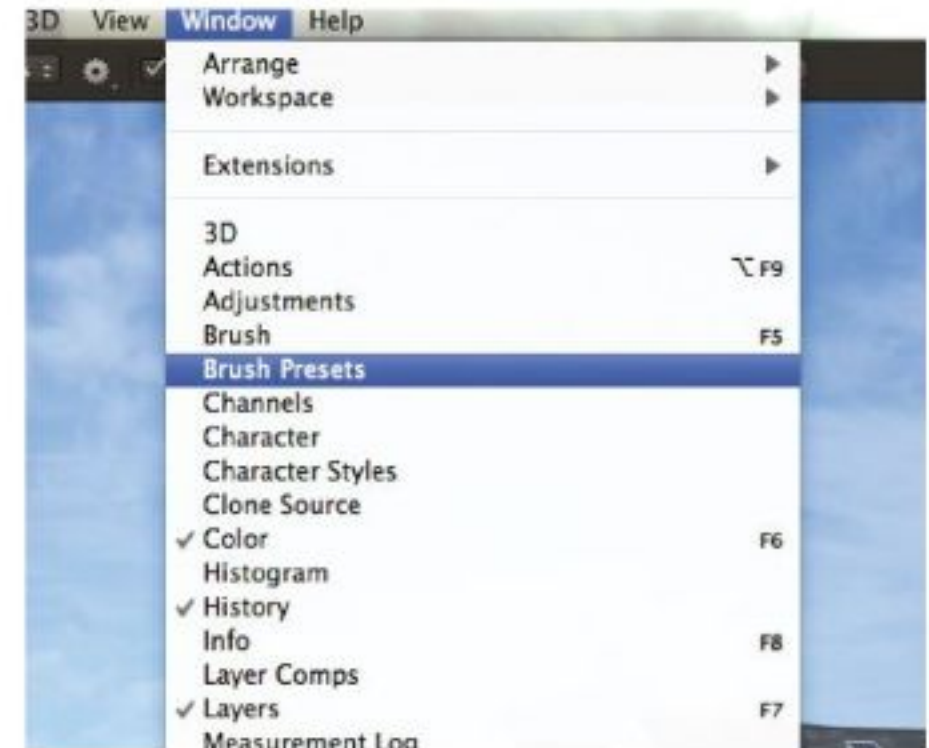 3D View Window Help
Arrange
Workspace
Extensions
3D
Actions ⌥ F9
Adjustments
Brush F5
Brush Presets
Channels
Character
Character Styles
Clone Source
✓ Color F6
Histogram
✓ History
Info F8
Layer Comps
✓ Layers F7
Measurement Log